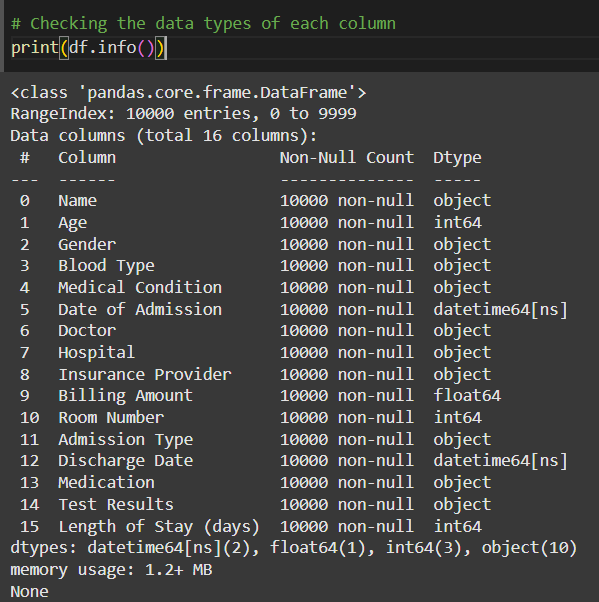 # Checking the data types of each column
print(df.info())
<class 'pandas.core.frame.DataFrame'>
RangeIndex: 10000 entries, 0 to 9999
Data columns (total 16 columns):
 #   Column                 Non-Null Count  Dtype
---  ------                 --------------  -----
 0   Name                   10000 non-null  object
 1   Age                    10000 non-null  int64
 2   Gender                 10000 non-null  object
 3   Blood Type             10000 non-null  object
 4   Medical Condition      10000 non-null  object
 5   Date of Admission      10000 non-null  datetime64[ns]
 6   Doctor                 10000 non-null  object
 7   Hospital               10000 non-null  object
 8   Insurance Provider     10000 non-null  object
 9   Billing Amount         10000 non-null  float64
 10  Room Number            10000 non-null  int64
 11  Admission Type         10000 non-null  object
 12  Discharge Date         10000 non-null  datetime64[ns]
 13  Medication             10000 non-null  object
 14  Test Results           10000 non-null  object
 15  Length of Stay (days)  10000 non-null  int64
dtypes: datetime64[ns](2), float64(1), int64(3), object(10)
memory usage: 1.2+ MB
None